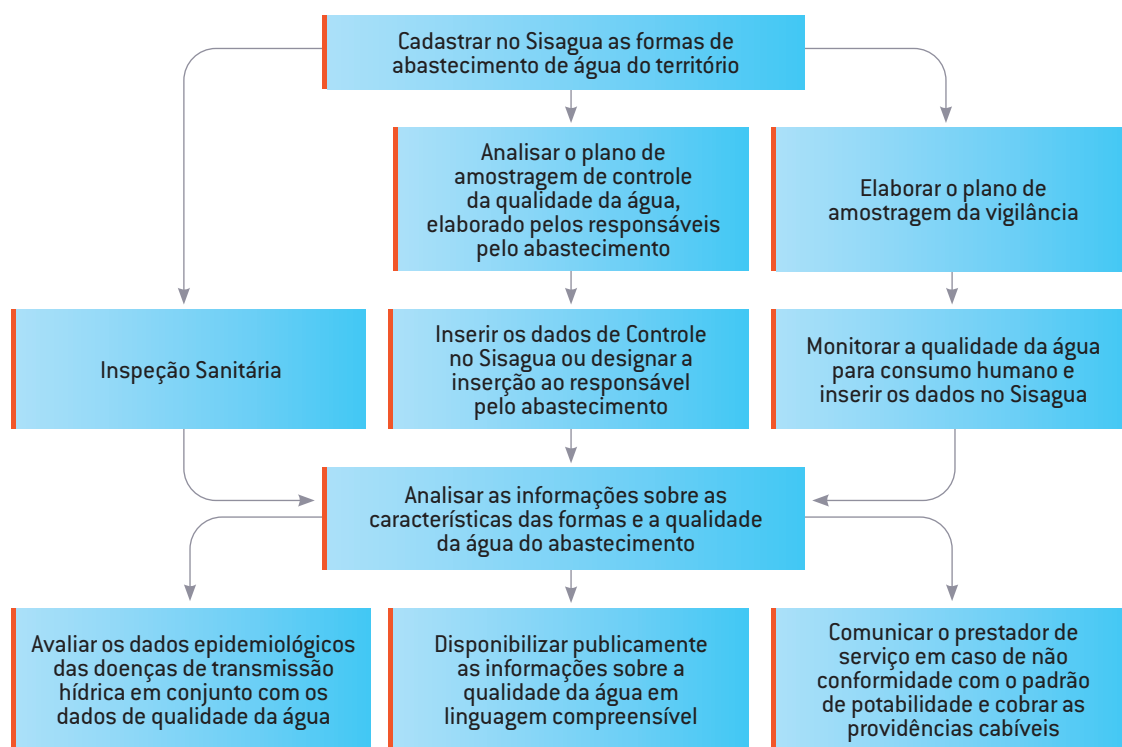 Cadastrar no Sisagua as formas de
abastecimento de água do território
Analisar o plano de
amostragem de controle
da qualidade da água,
elaborado pelos responsáveis
pelo abastecimento
Elaborar o plano de
amostragem da vigilância
Inspeção Sanitária
Inserir os dados de Controle
no Sisagua ou designar a
inserção ao responsável
pelo abastecimento
Monitorar a qualidade da água
para consumo humano e
inserir os dados no Sisagua
Analisar as informações sobre as
características das formas e a qualidade
da água do abastecimento
Avaliar os dados epidemiológicos
das doenças de transmissão
hídrica em conjunto com os
dados de qualidade da água
Disponibilizar publicamente
as informações sobre a
qualidade da água em
linguagem compreensível
Comunicar o prestador de
serviço em caso de não
conformidade com o padrão
de potabilidade e cobrar as
providências cabíveis